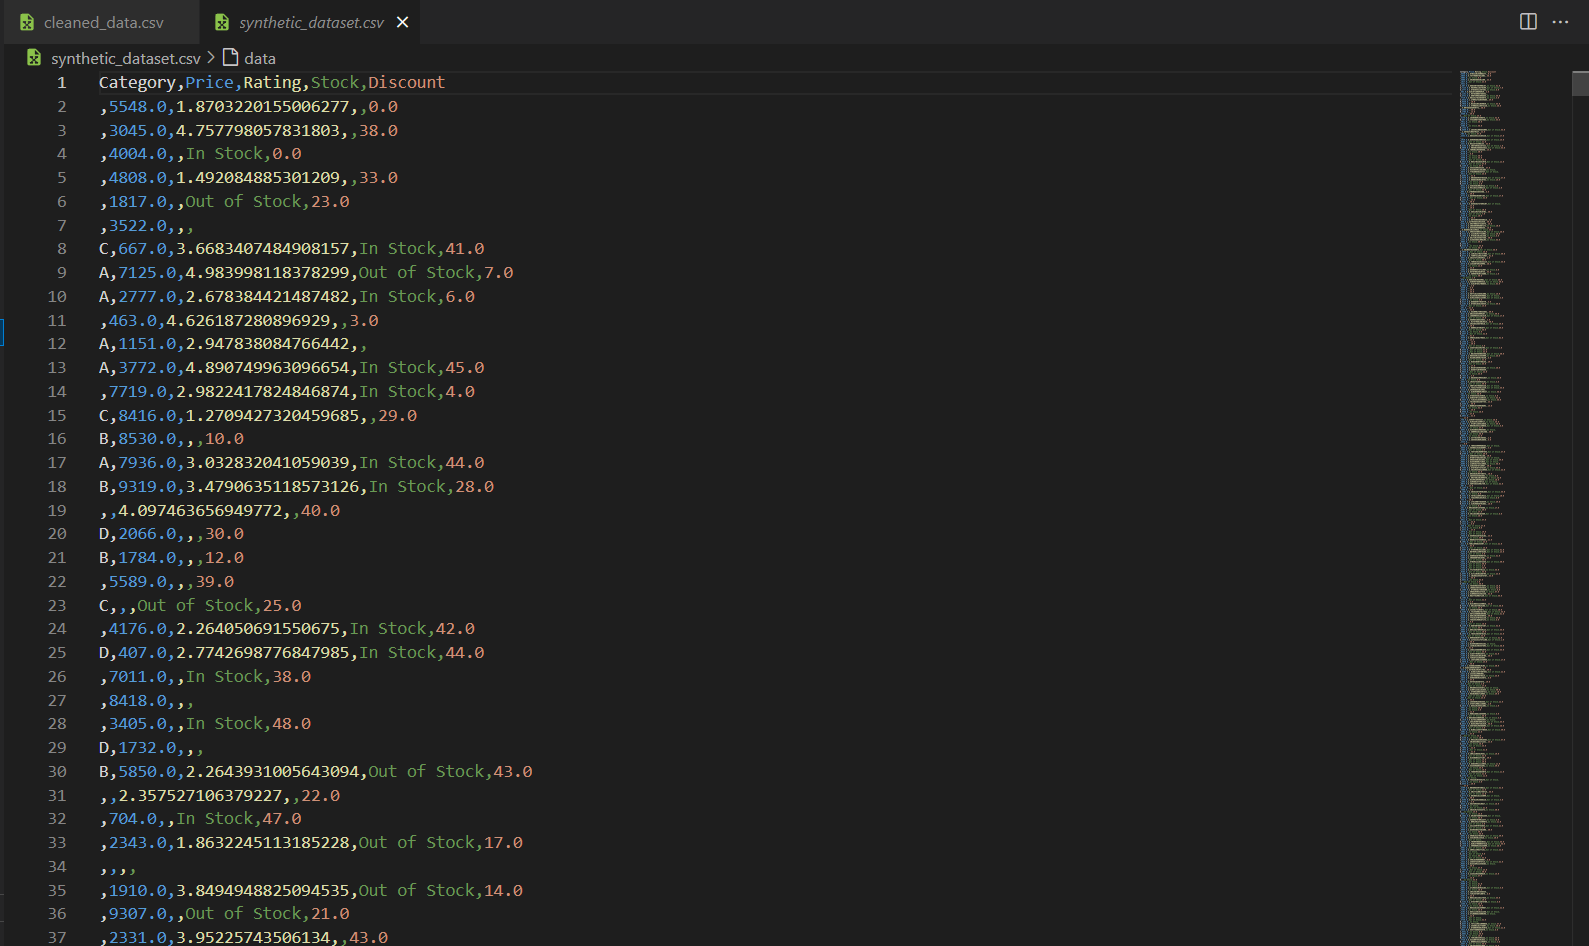 cleaned_data.csv synthetic_dataset.csv
synthetic_dataset.csv > data
1 Category,Price,Rating,Stock,Discount
2 ,5548.0,1.8703220155006277,,0.0
3 ,3045.0,4.757798057831803,,38.0
4 ,4004.0,,In Stock,0.0
5 ,4808.0,1.492084885301209,,33.0
6 ,1817.0,,Out of Stock,23.0
7 ,3522.0,,,
8 C,667.0,3.6683407484908157,In Stock,41.0
9 A,7125.0,4.983998118378299,Out of Stock,7.0
10 A,2777.0,2.678384421487482,In Stock,6.0
11 ,463.0,4.626187280896929,,3.0
12 A,1151.0,2.947838084766442,,
13 A,3772.0,4.890749963096654,In Stock,45.0
14 ,7719.0,2.9822417824846874,In Stock,4.0
15 C,8416.0,1.2709427320459685,,29.0
16 B,8530.0,,,10.0
17 A,7936.0,3.032832041059039,In Stock,44.0
18 B,9319.0,3.4790635118573126,In Stock,28.0
19 ,,4.097463656949772,,40.0
20 D,2066.0,,,30.0
21 B,1784.0,,,12.0
22 ,5589.0,,,39.0
23 C,,,Out of Stock,25.0
24 ,4176.0,2.264050691550675,In Stock,42.0
25 D,407.0,2.7742698776847985,In Stock,44.0
26 ,7011.0,,In Stock,38.0
27 ,8418.0,,,
28 ,3405.0,,In Stock,48.0
29 D,1732.0,,,
30 B,5850.0,2.2643931005643094,Out of Stock,43.0
31 ,,2.357527106379227,,22.0
32 ,704.0,,In Stock,47.0
33 ,2343.0,1.8632245113185228,Out of Stock,17.0
34 ,,,,
35 ,1910.0,3.8494948825094535,Out of Stock,14.0
36 ,9307.0,,Out of Stock,21.0
37 ,2331.0,3.95225743506134,,43.0